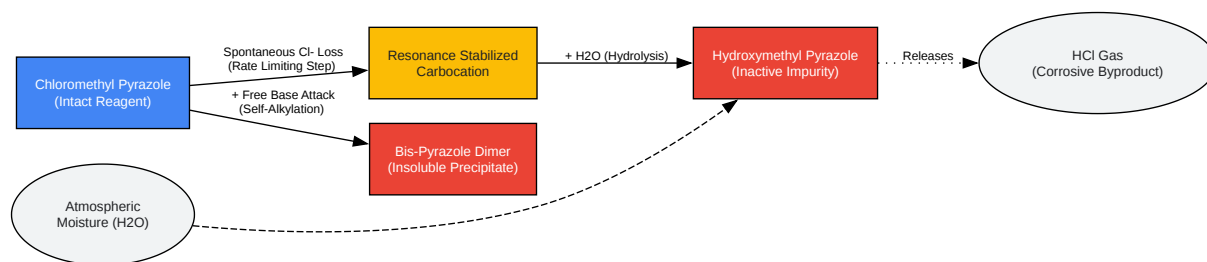 Chloromethyl Pyrazole
(Intact Reagent)
Spontaneous Cl- Loss
(Rate Limiting Step)
+ Free Base Attack
(Self-Alkylation)
Resonance Stabilized
Carbocation
Bis-Pyrazole Dimer
(Insoluble Precipitate)
+ H2O (Hydrolysis)
Hydroxymethyl Pyrazole
(Inactive Impurity)
Releases
HCl Gas
(Corrosive Byproduct)
Atmospheric
Moisture (H2O)